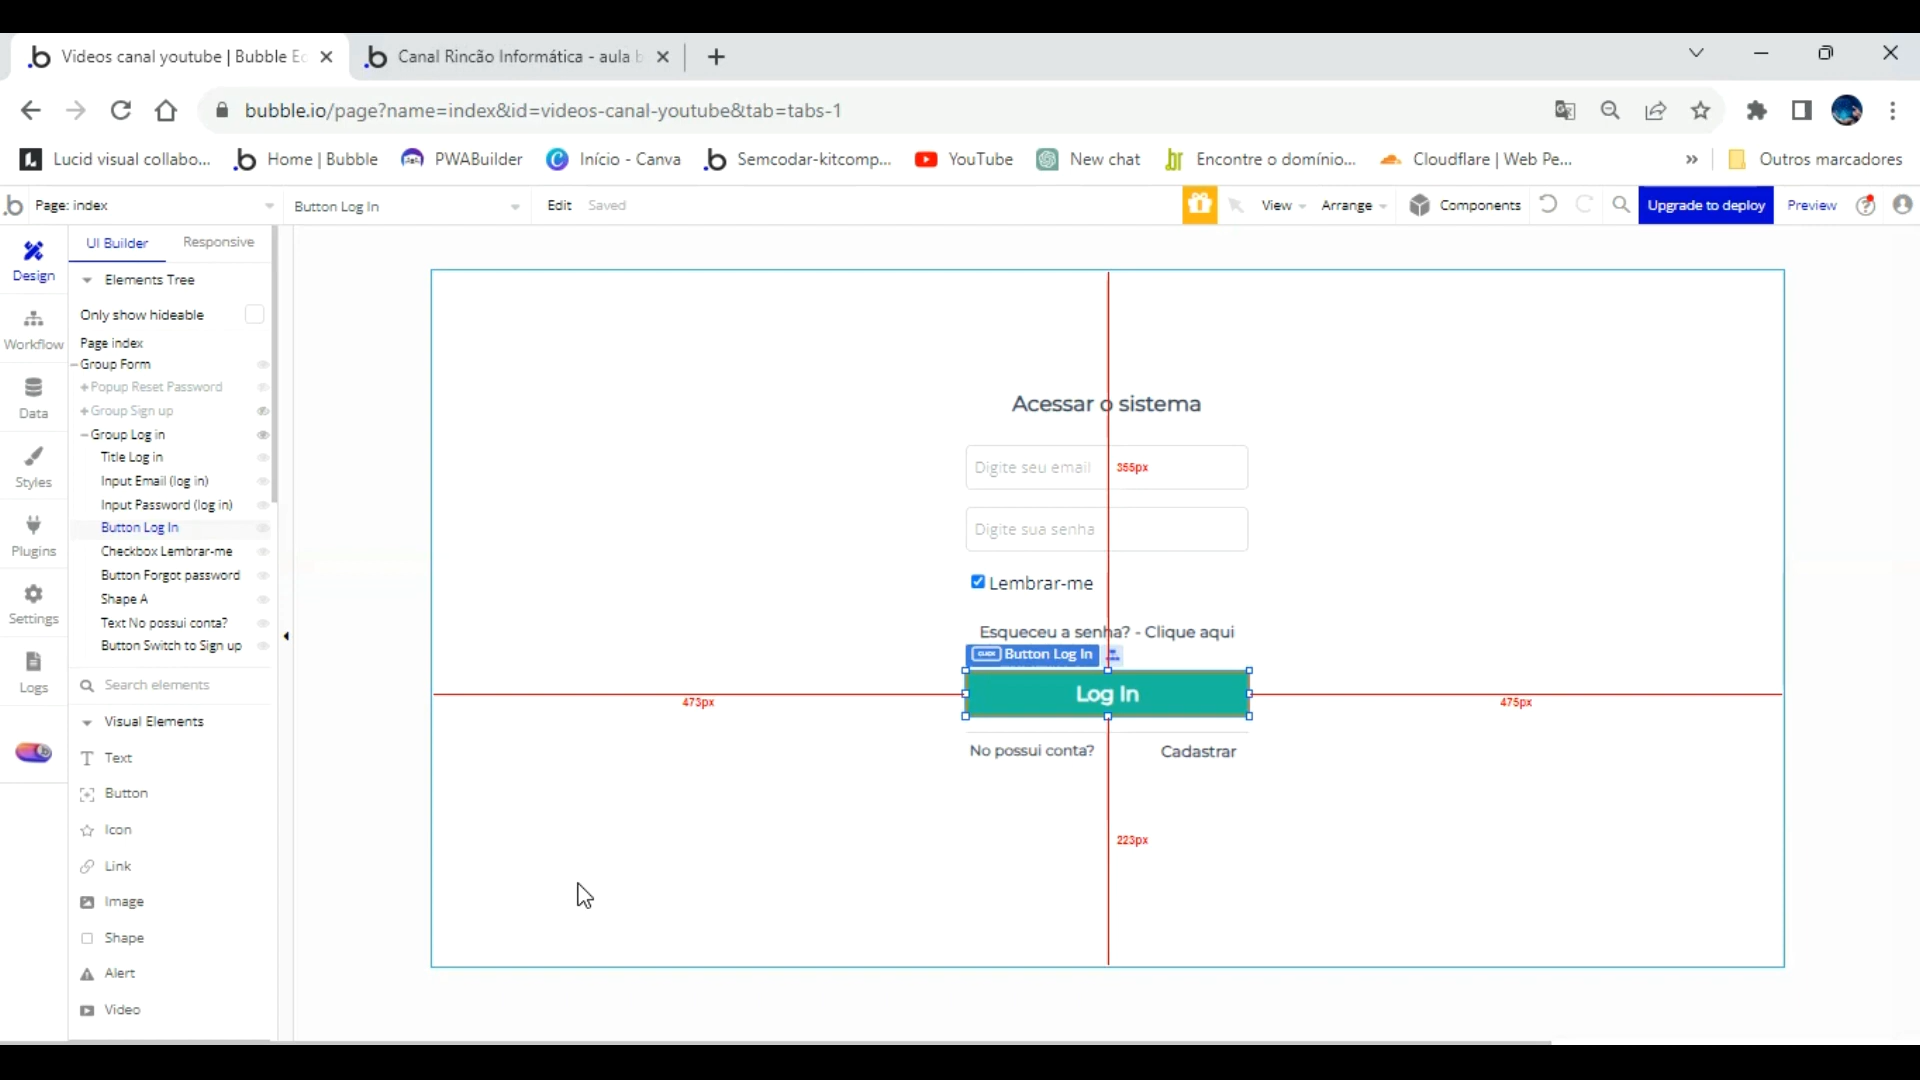 Videos canal youtube | Bubble Ec
Canal Rincão Informática - aula b
bubble.io/page?name=index&id=videos-canal-youtube&tab=tabs-1
Lucid visual collabo...
Home | Bubble
PWABuilder
Início - Canva
Semcodar-kitcomp...
YouTube
New chat
Encontre o domínio...
Cloudflare | Web Pe...
»
Outros marcadores
Page: index
Button Log In
Edit
Saved
View
Arrange
Components
Upgrade to deploy
Preview
Design
Workflow
Data
Styles
Plugins
Settings
Logs
UI Builder
Responsive
Elements Tree
Only show hideable
Page index
Group Form
Popup Reset Password
Group Sign up
Group Log in
Title Log in
Input Email (log in)
Input Password (log in)
Button Log In
Checkbox Lembrar-me
Button Forgot password
Shape A
Text No possui conta?
Button Switch to Sign up
Search elements
Visual Elements
Text
Button
Icon
Link
Image
Shape
Alert
Video
Acessar o sistema
Digite seu email
355px
Digite sua senha
Lembrar-me
Esqueceu a senha? - Clique aqui
CLICK Button Log In
Log In
473px
475px
No possui conta?
Cadastrar
223px